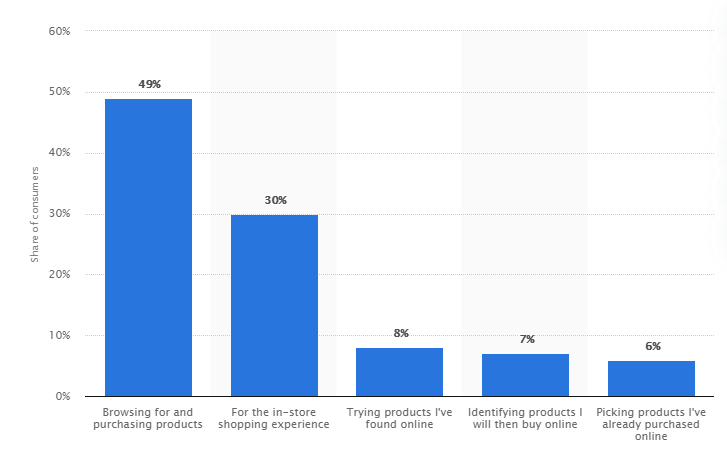 60%
50%
40%
30%
20%
10%
0%
Share of consumers
49%
30%
8%
7%
6%
Browsing for and
purchasing products
For the in-store
shopping experience
Trying products I've
found online
Identifying products I
will then buy online
Picking products I've
already purchased
online